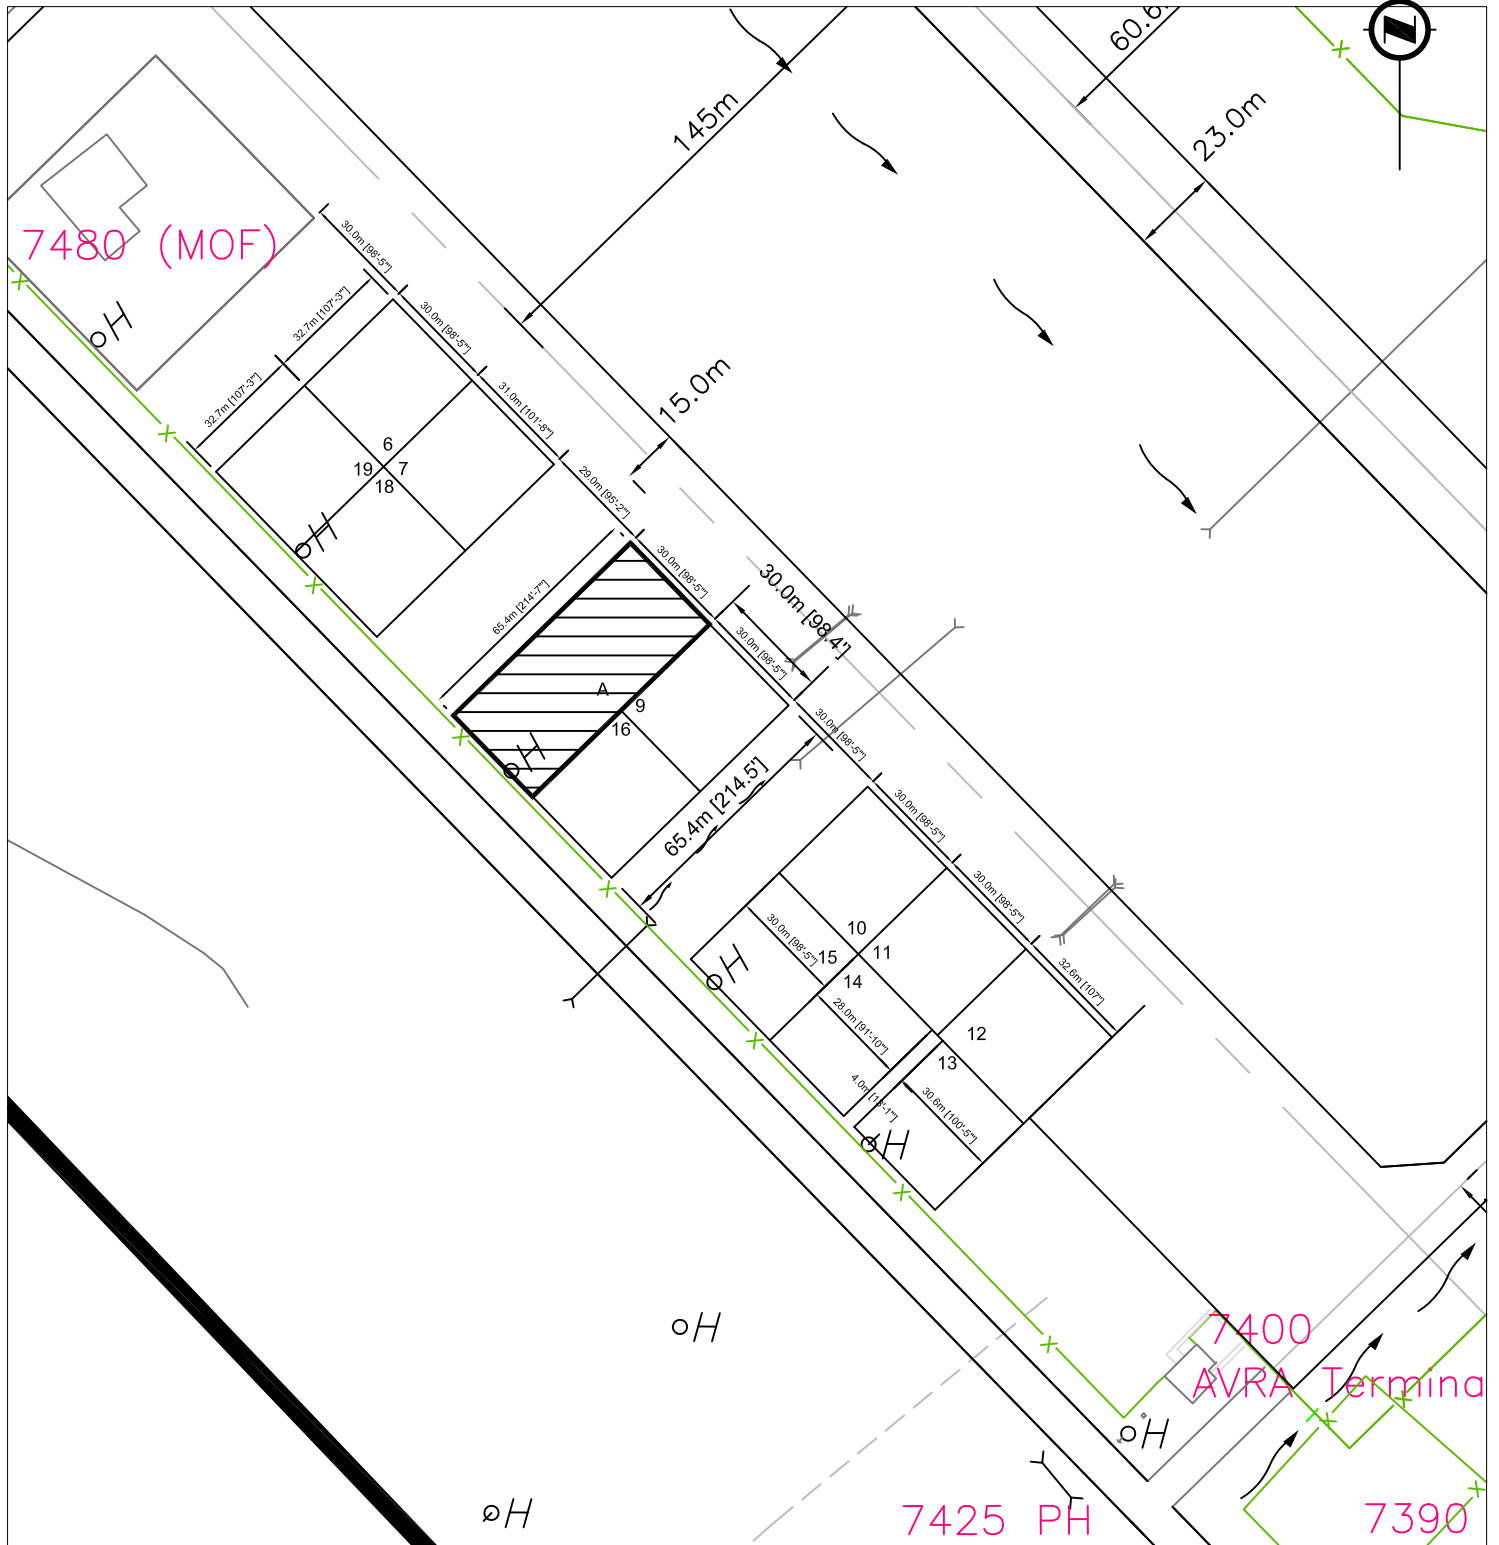 60.6
N
145m
23.0m
7480 (MOF)
30.0m [98'-5"]
H
32.7m [107'-3"]
30.0m [98'-5"]
32.7m [107'-3"]
31.0m [101'-8"]
15.0m
6
19
7
18
29.0m [95'-2"]
H
30.0m [98'-5"]
65.4m [214'-7"]
30.0m [98.4']
30.0m [98'-5"]
A
9
16
30.0m [98'-5"]
H
65.4m [214.5']
30.0m [98'-5"]
30.0m [98'-5"]
30.0m [98'-5"]
10
15
11
14
H
32.6m [107']
28.0m [91'-10"]
12
13
4.0m [13'-1"]
30.6m [100'-5"]
H
H
7400
AVRA Termina
H
H
7425 PH
7390